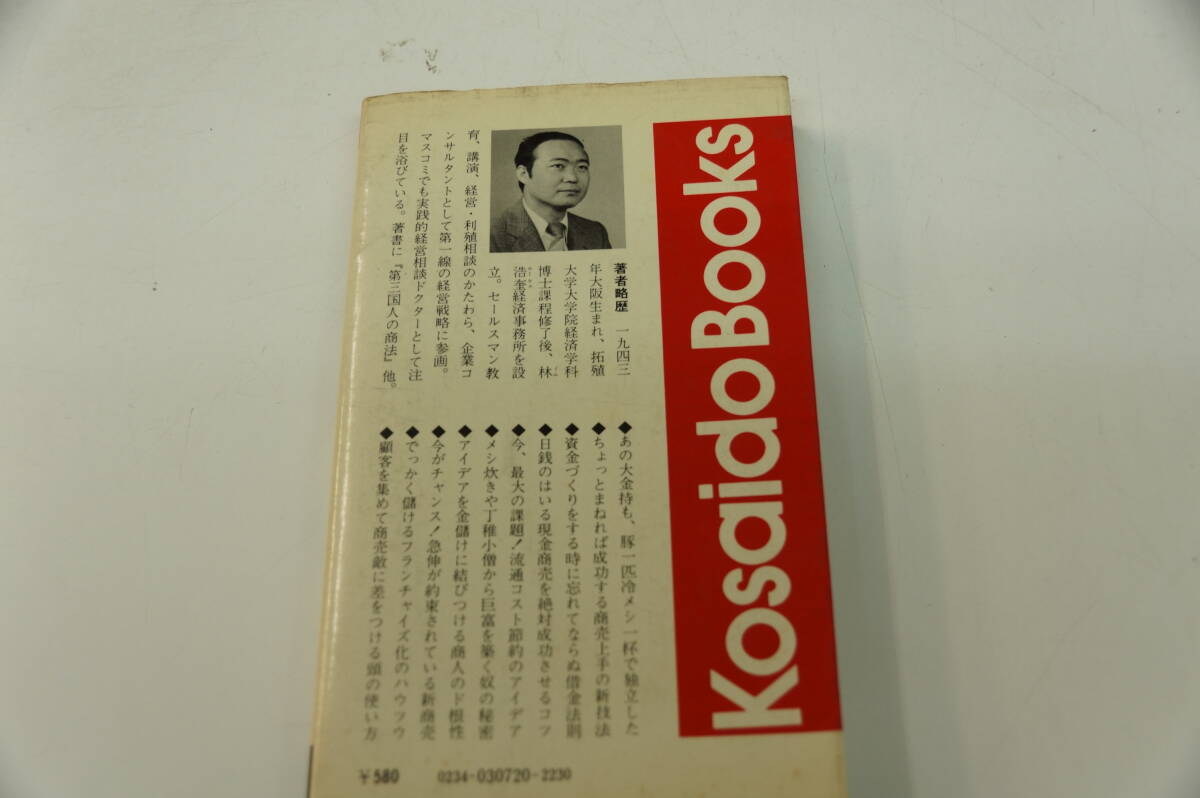 Kosaido Books
著者略歴 一九四三
年大阪生まれ、拓殖
大学大学院経済学科
博士課程修了後、林
浩奎経済事務所を設
立。セールスマン教
育、講演、経営・利殖相談のかたわら、企業コ
ンサルタントとして第一線の経営戦略に参画。
マスコミでも実践的経営相談ドクターとして注
目を浴びている。著書に『第三国人の商法』他。
◆あの大金持も、豚一匹冷メシ一杯で独立した
◆ちょっとまねれば成功する商売上手の新技法
◆資金づくりをする時に忘れてならぬ借金法則
◆日銭のはいる現金商売を絶対成功させるコツ
◆今、最大の課題!流通コスト節約のアイデア
◆メシ炊きや丁稚小僧から巨富を築く奴の秘密
◆アイデアを金儲けに結びつける商人のド根性
◆今がチャンス!急伸が約束されている新商売
◆でっかく儲けるフランチャイズ化のハウツウ
◆顧客を集めて商売敵に差をつける頭の使い方
¥580 0234-030720-2230